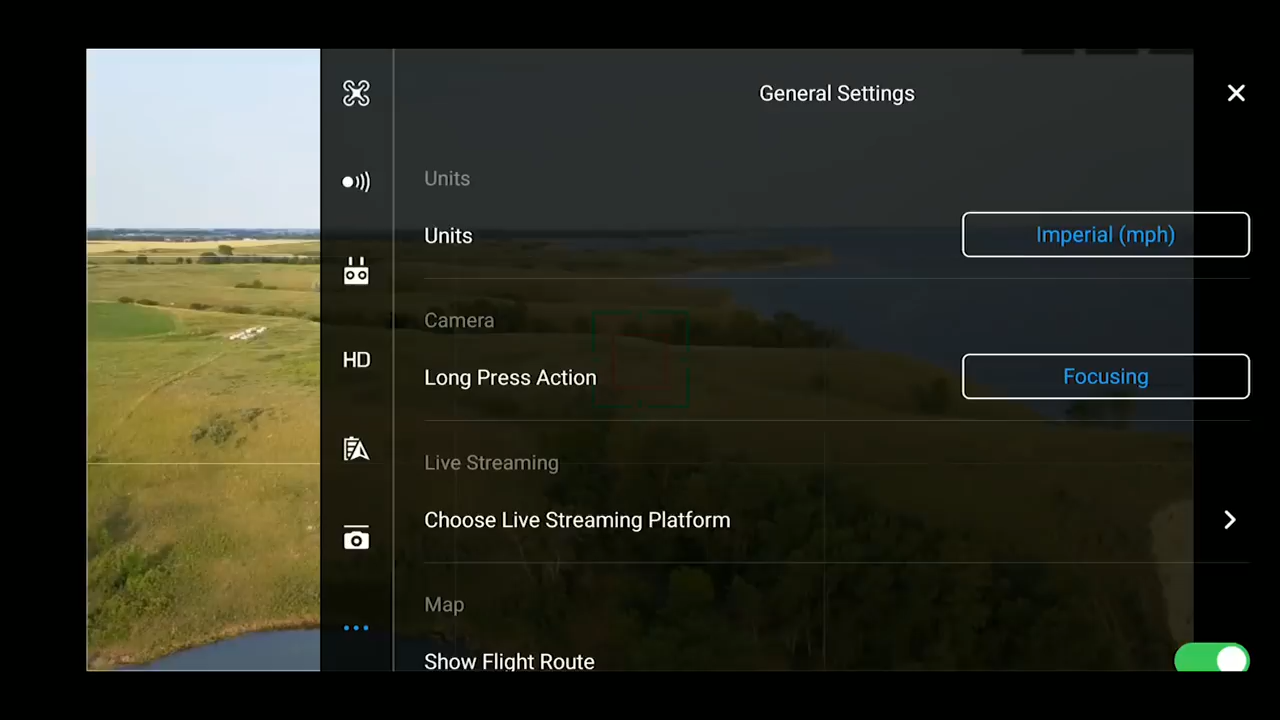 General Settings
Units
Units
Imperial (mph)
Camera
Long Press Action
Focusing
HD
Live Streaming
Choose Live Streaming Platform
Map
Show Flight Route